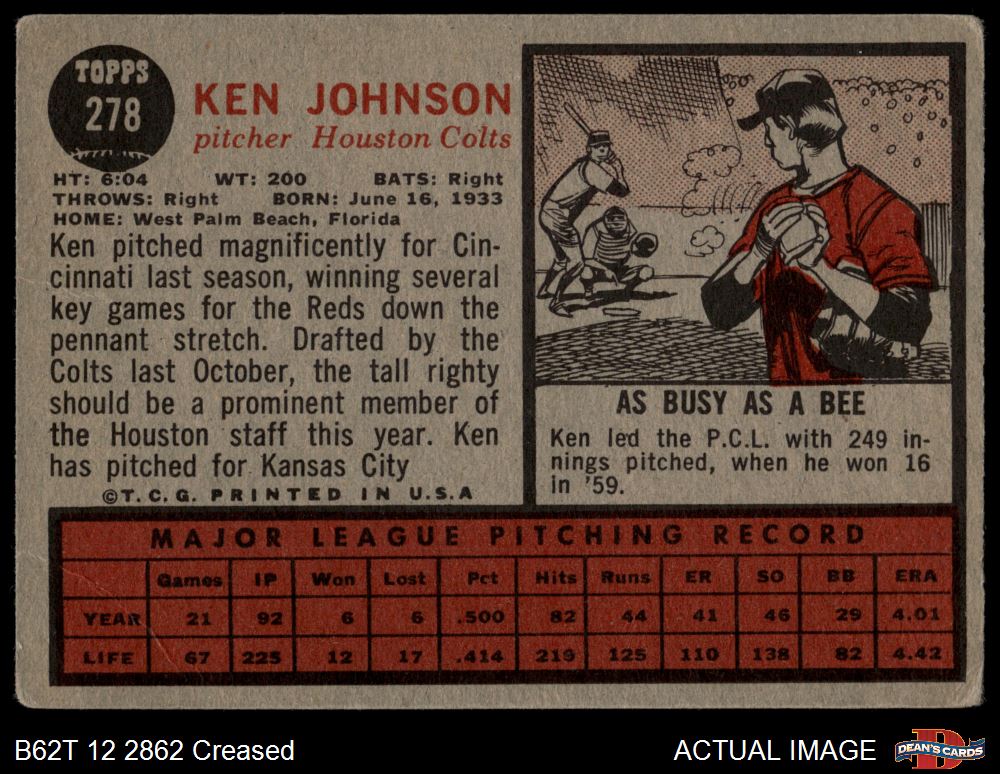 TOPPS
278
KEN JOHNSON
pitcher Houston Colts
HT: 6:04 WT: 200 BATS: Right
THROWS: Right BORN: June 16, 1933
HOME: West Palm Beach, Florida
Ken pitched magnificently for Cin-
cinnati last season, winning several
key games for the Reds down the
pennant stretch. Drafted by the
Colts last October, the tall righty
should be a prominent member of
the Houston staff this year. Ken
has pitched for Kansas City
©T. C. G. PRINTED IN U.S.A
AS BUSY AS A BEE
Ken led the P.C.L. with 249 in-
nings pitched, when he won 16
in '59.
MAJOR LEAGUE PITCHING RECORD
Games IP Won Lost Pct Hits Runs ER SO BB ERA
YEAR 21 92 6 6 .500 82 44 41 46 29 4.01
LIFE 67 225 12 17 .414 219 125 110 138 82 4.42
B62T 12 2862 Creased ACTUAL IMAGE DEAN'S CARDS